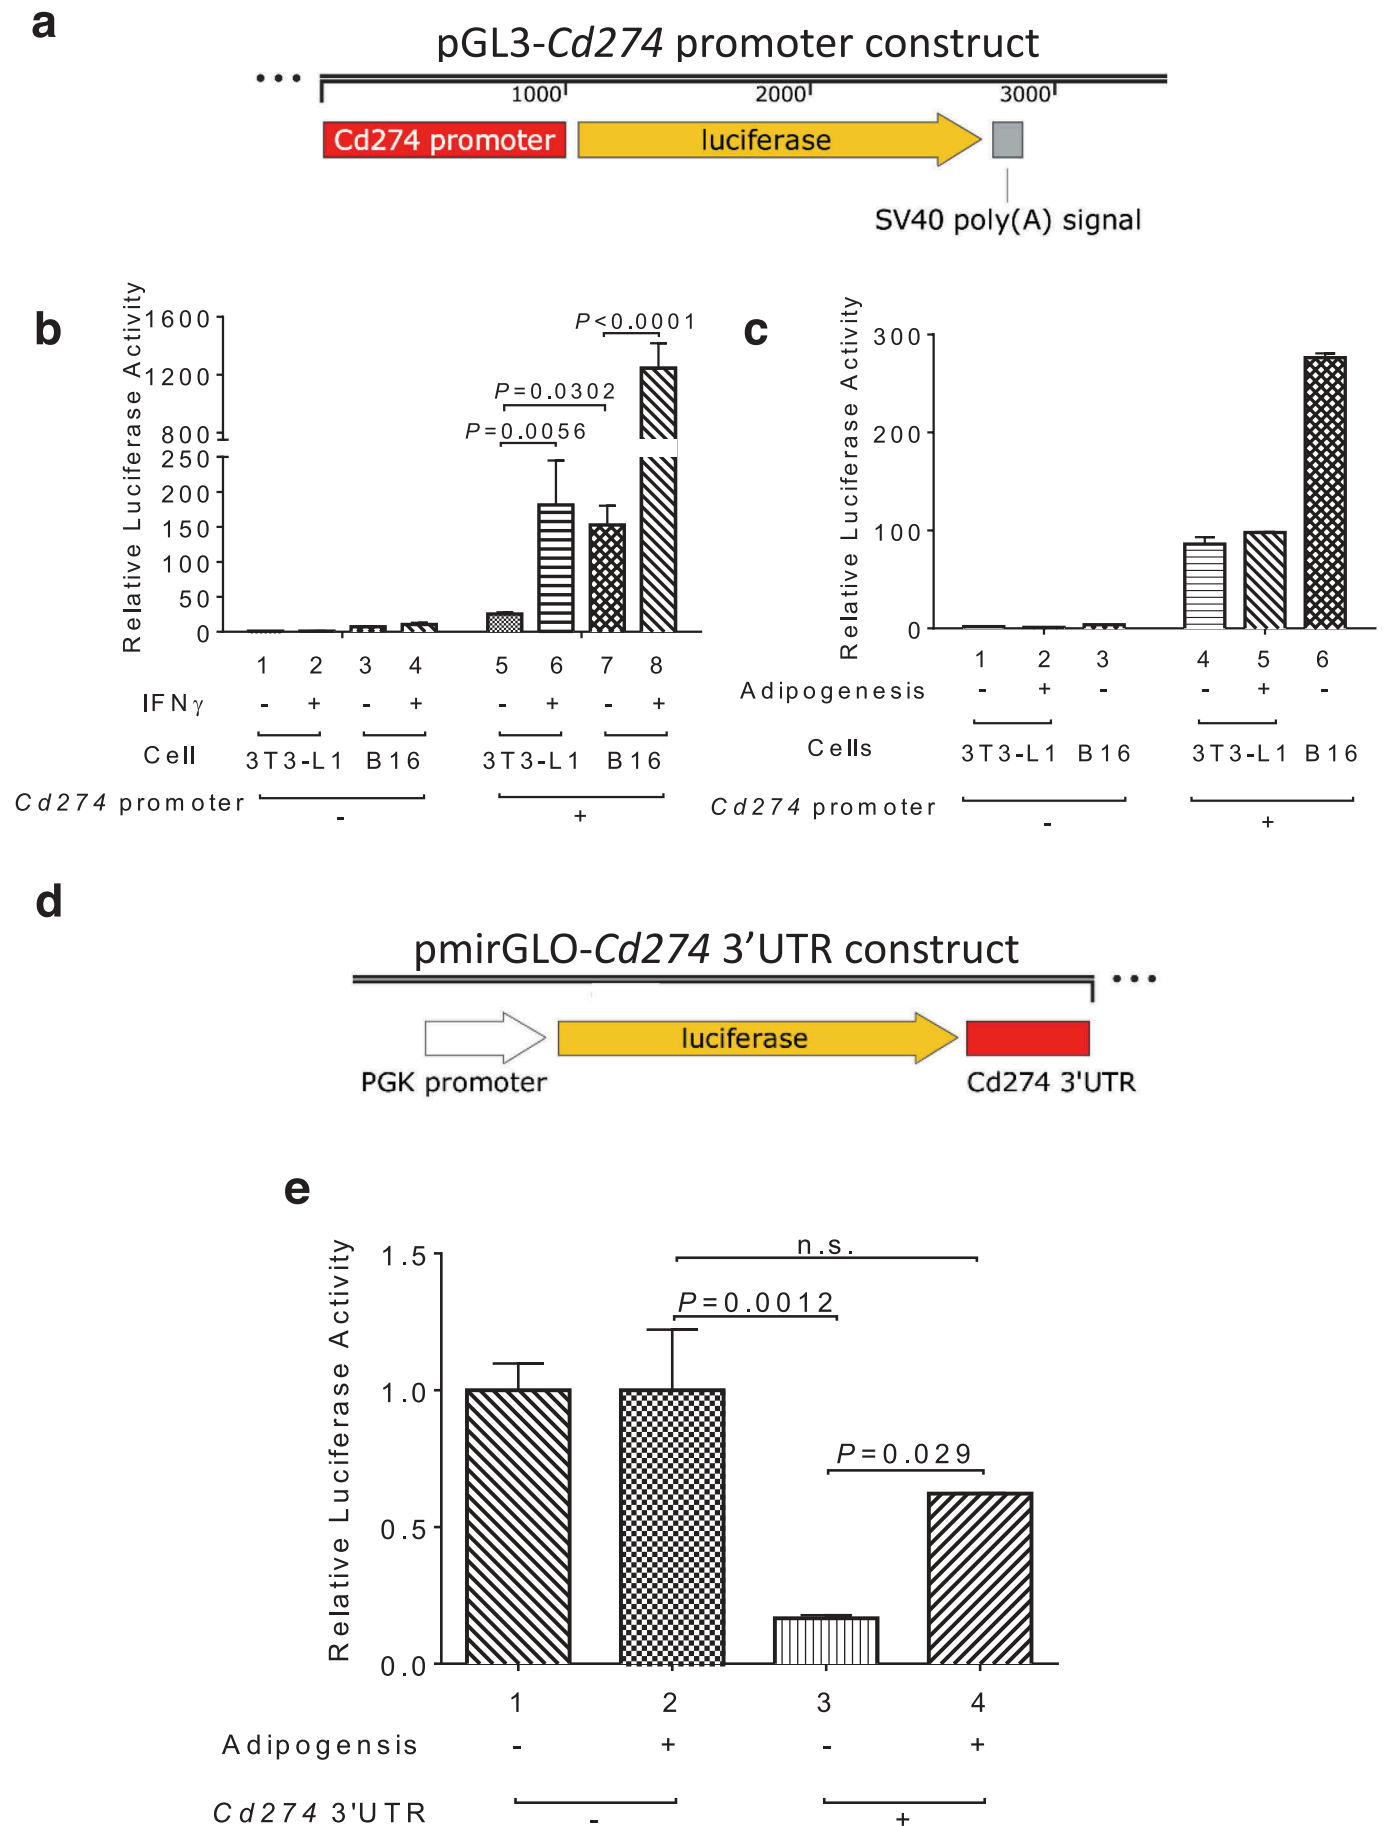 a
pGL3-Cd274 promoter construct
1000 2000 3000
Cd274 promoter luciferase
SV40 poly(A) signal
b
Relative Luciferase Activity
1600
1200
800
250
200
150
100
50
0
P<0.0001
P=0.0302
P=0.0056
1 2 3 4 5 6 7 8
IFNγ - + - + - + - +
Cell 3T3-L1 B16 3T3-L1 B16
Cd274 promoter - +
c
Relative Luciferase Activity
300
200
100
0
1 2 3 4 5 6
Adipogenesis - + - - + -
Cells 3T3-L1 B16 3T3-L1 B16
Cd274 promoter - +
d
pmirGLO-Cd274 3'UTR construct
luciferase
PGK promoter Cd274 3'UTR
e
Relative Luciferase Activity
1.5
1.0
0.5
0.0
n.s.
P=0.0012
P=0.029
1 2 3 4
Adipogensis - + - +
Cd274 3'UTR - +